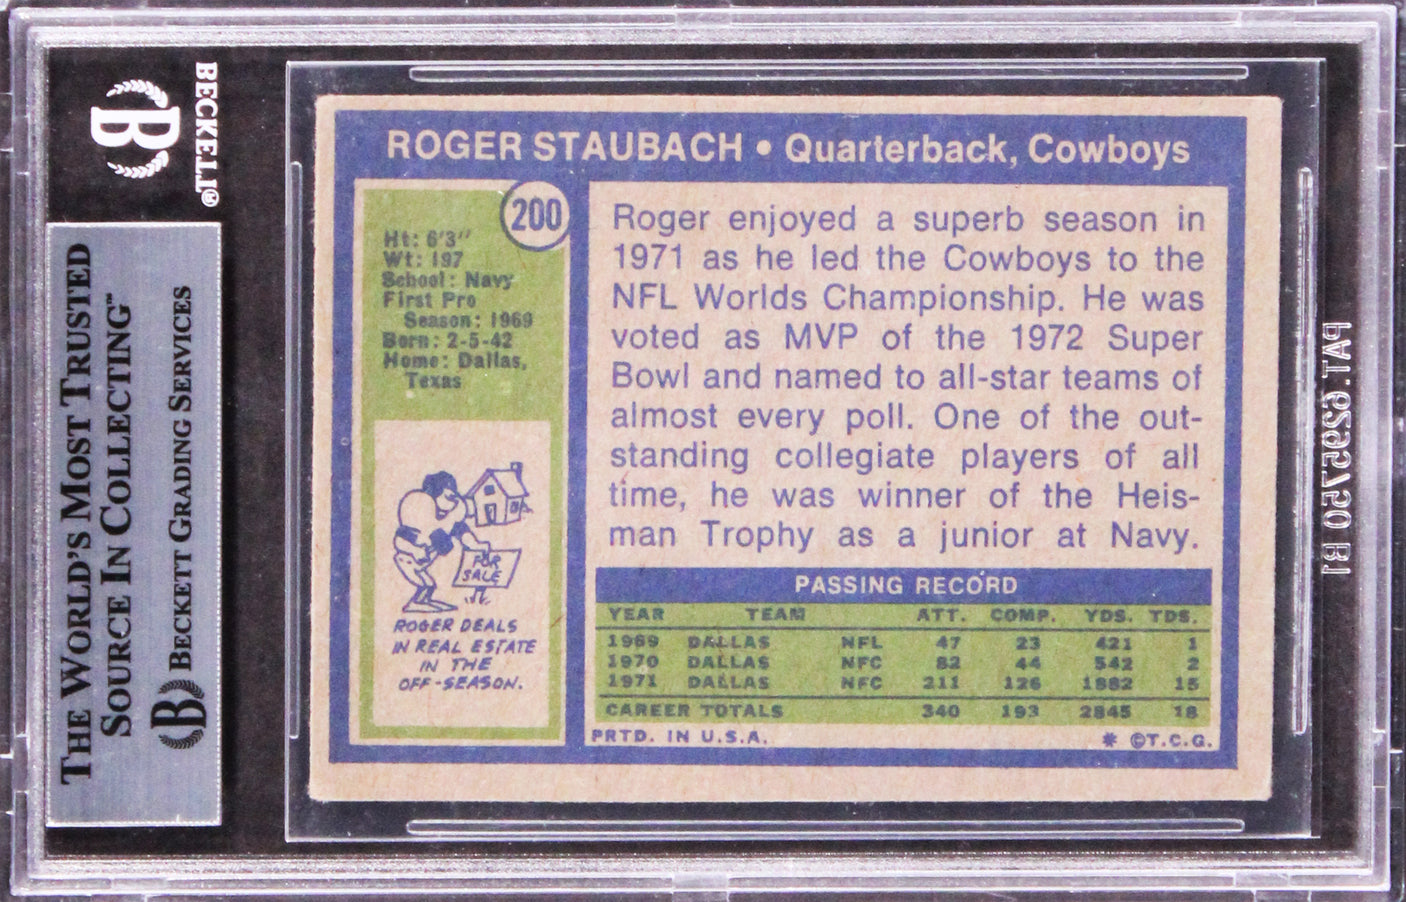 BECKETT®
B
THE WORLD'S MOST TRUSTED
SOURCE IN COLLECTING™
B BECKETT GRADING SERVICES
ROGER STAUBACH • Quarterback, Cowboys
200
Ht: 6'3"
Wt: 197
School: Navy
First Pro
Season: 1969
Born: 2-5-42
Home: Dallas,
Texas
FOR
SALE
ROGER DEALS
IN REAL ESTATE
IN THE
OFF-SEASON.
Roger enjoyed a superb season in
1971 as he led the Cowboys to the
NFL Worlds Championship. He was
voted as MVP of the 1972 Super
Bowl and named to all-star teams of
almost every poll. One of the out-
standing collegiate players of all
time, he was winner of the Heis-
man Trophy as a junior at Navy.
PASSING RECORD
YEAR TEAM ATT. COMP. YDS. TDS.
1969 DALLAS NFL 47 23 421 1
1970 DALLAS NFC 82 44 542 2
1971 DALLAS NFC 211 126 1882 15
CAREER TOTALS 340 193 2845 18
PRTD. IN U.S.A. * ©T.C.G.
PAT. 6295750 B1